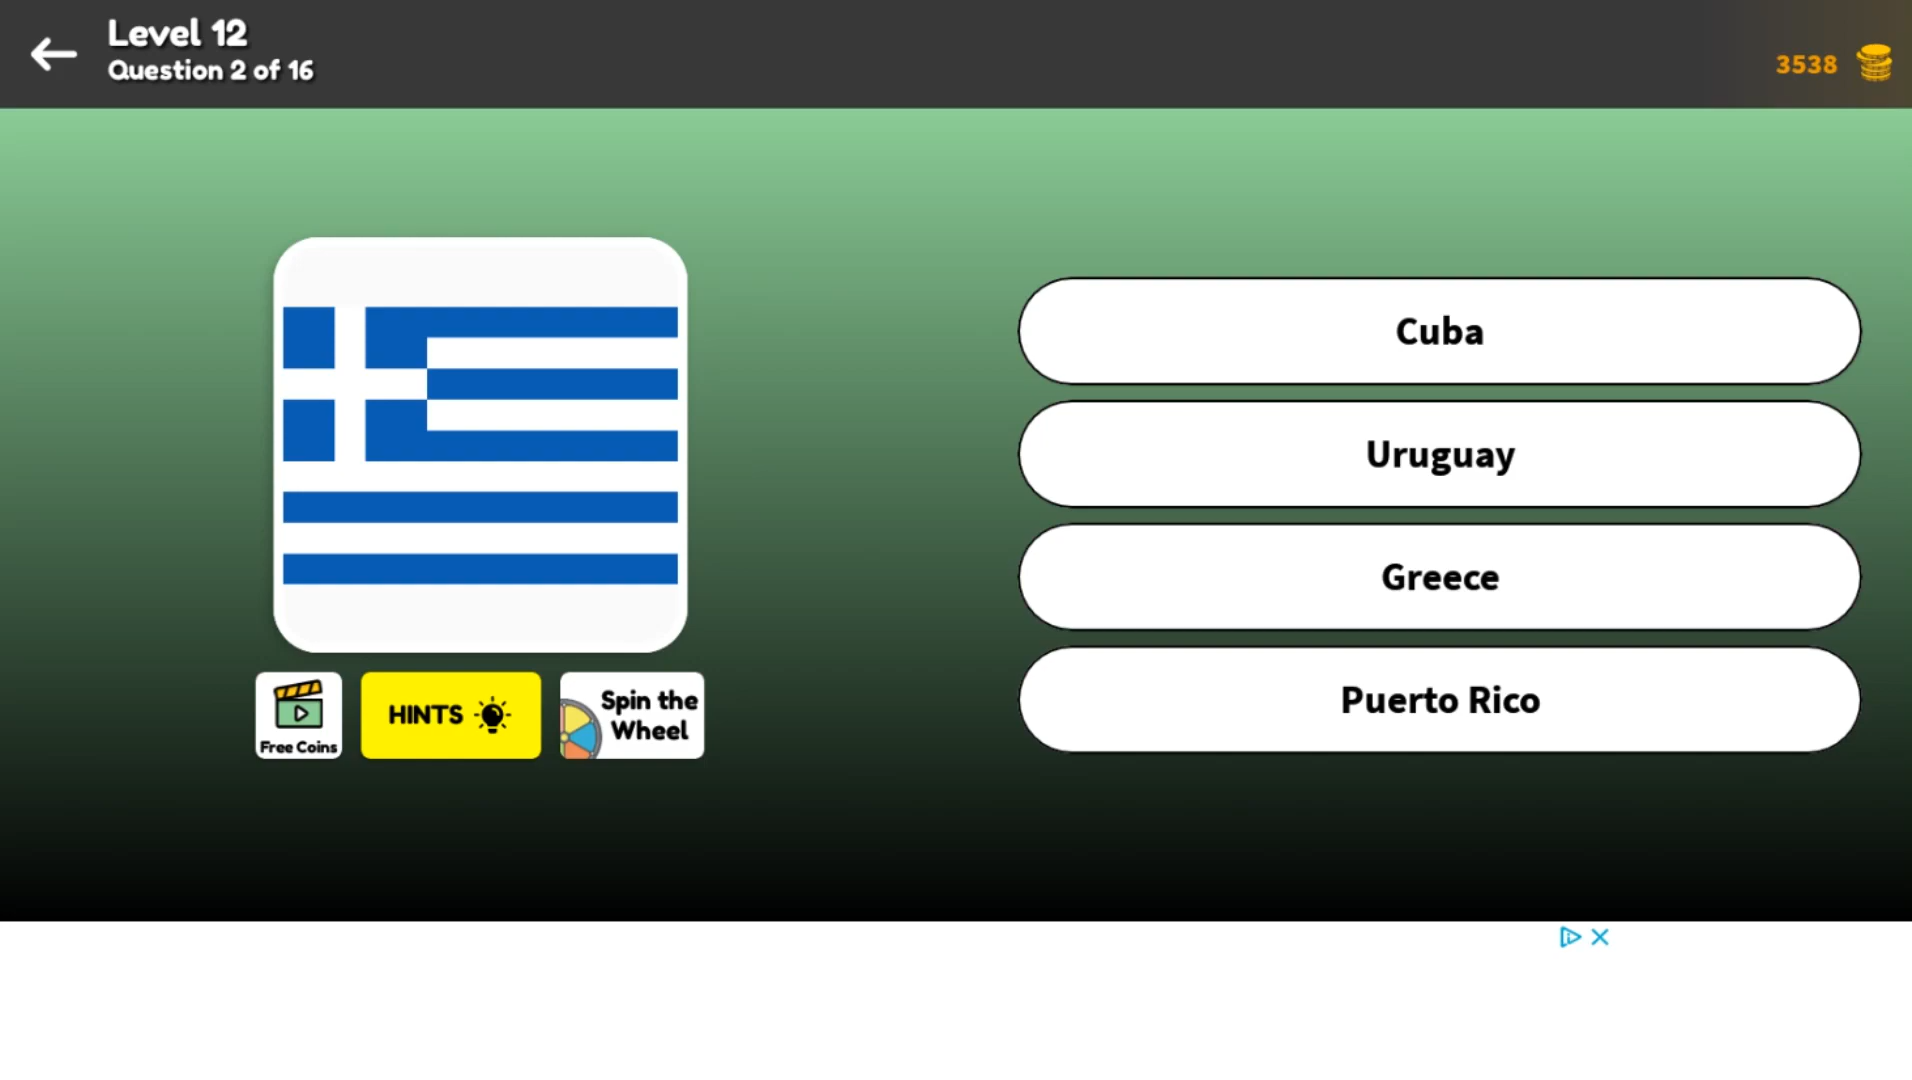 Level 12
Question 2 of 16
3538
Cuba
Uruguay
Greece
Puerto Rico
Free Coins
HINTS
Spin the
Wheel